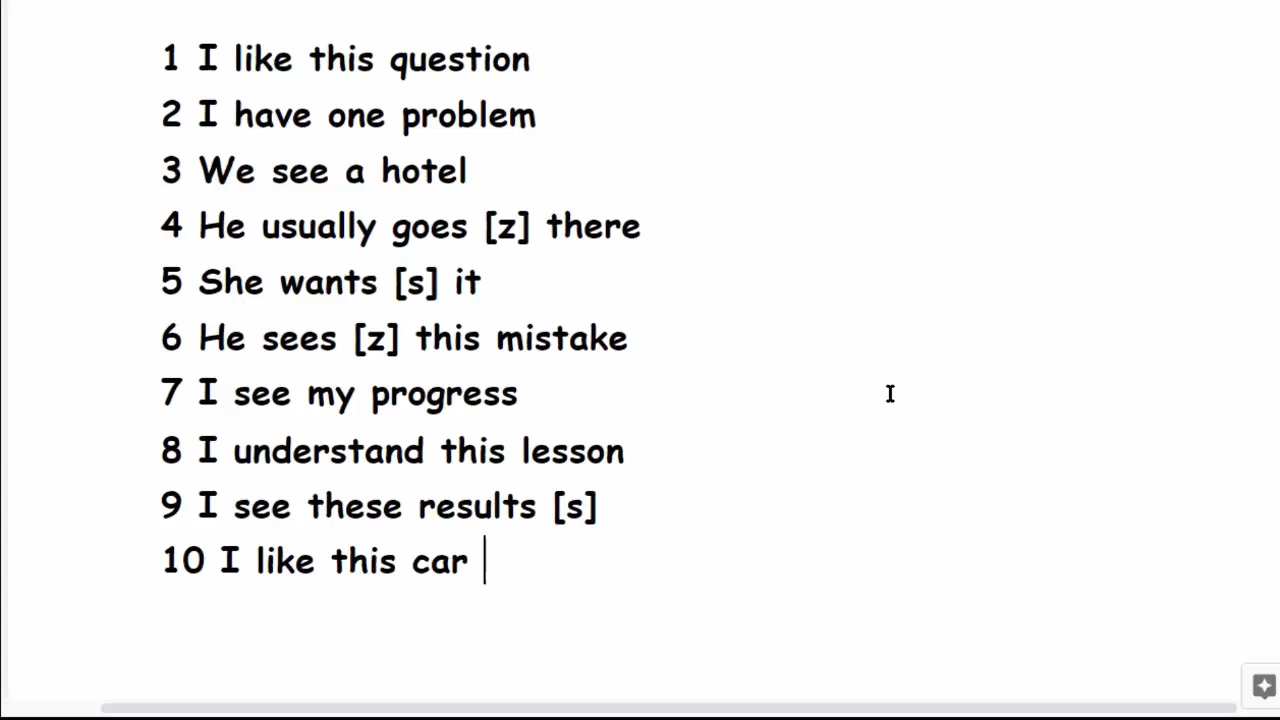 1 I like this question
2 I have one problem
3 We see a hotel
4 He usually goes [z] there
5 She wants [s] it
6 He sees [z] this mistake
7 I see my progress
8 I understand this lesson
9 I see these results [s]
10 I like this car